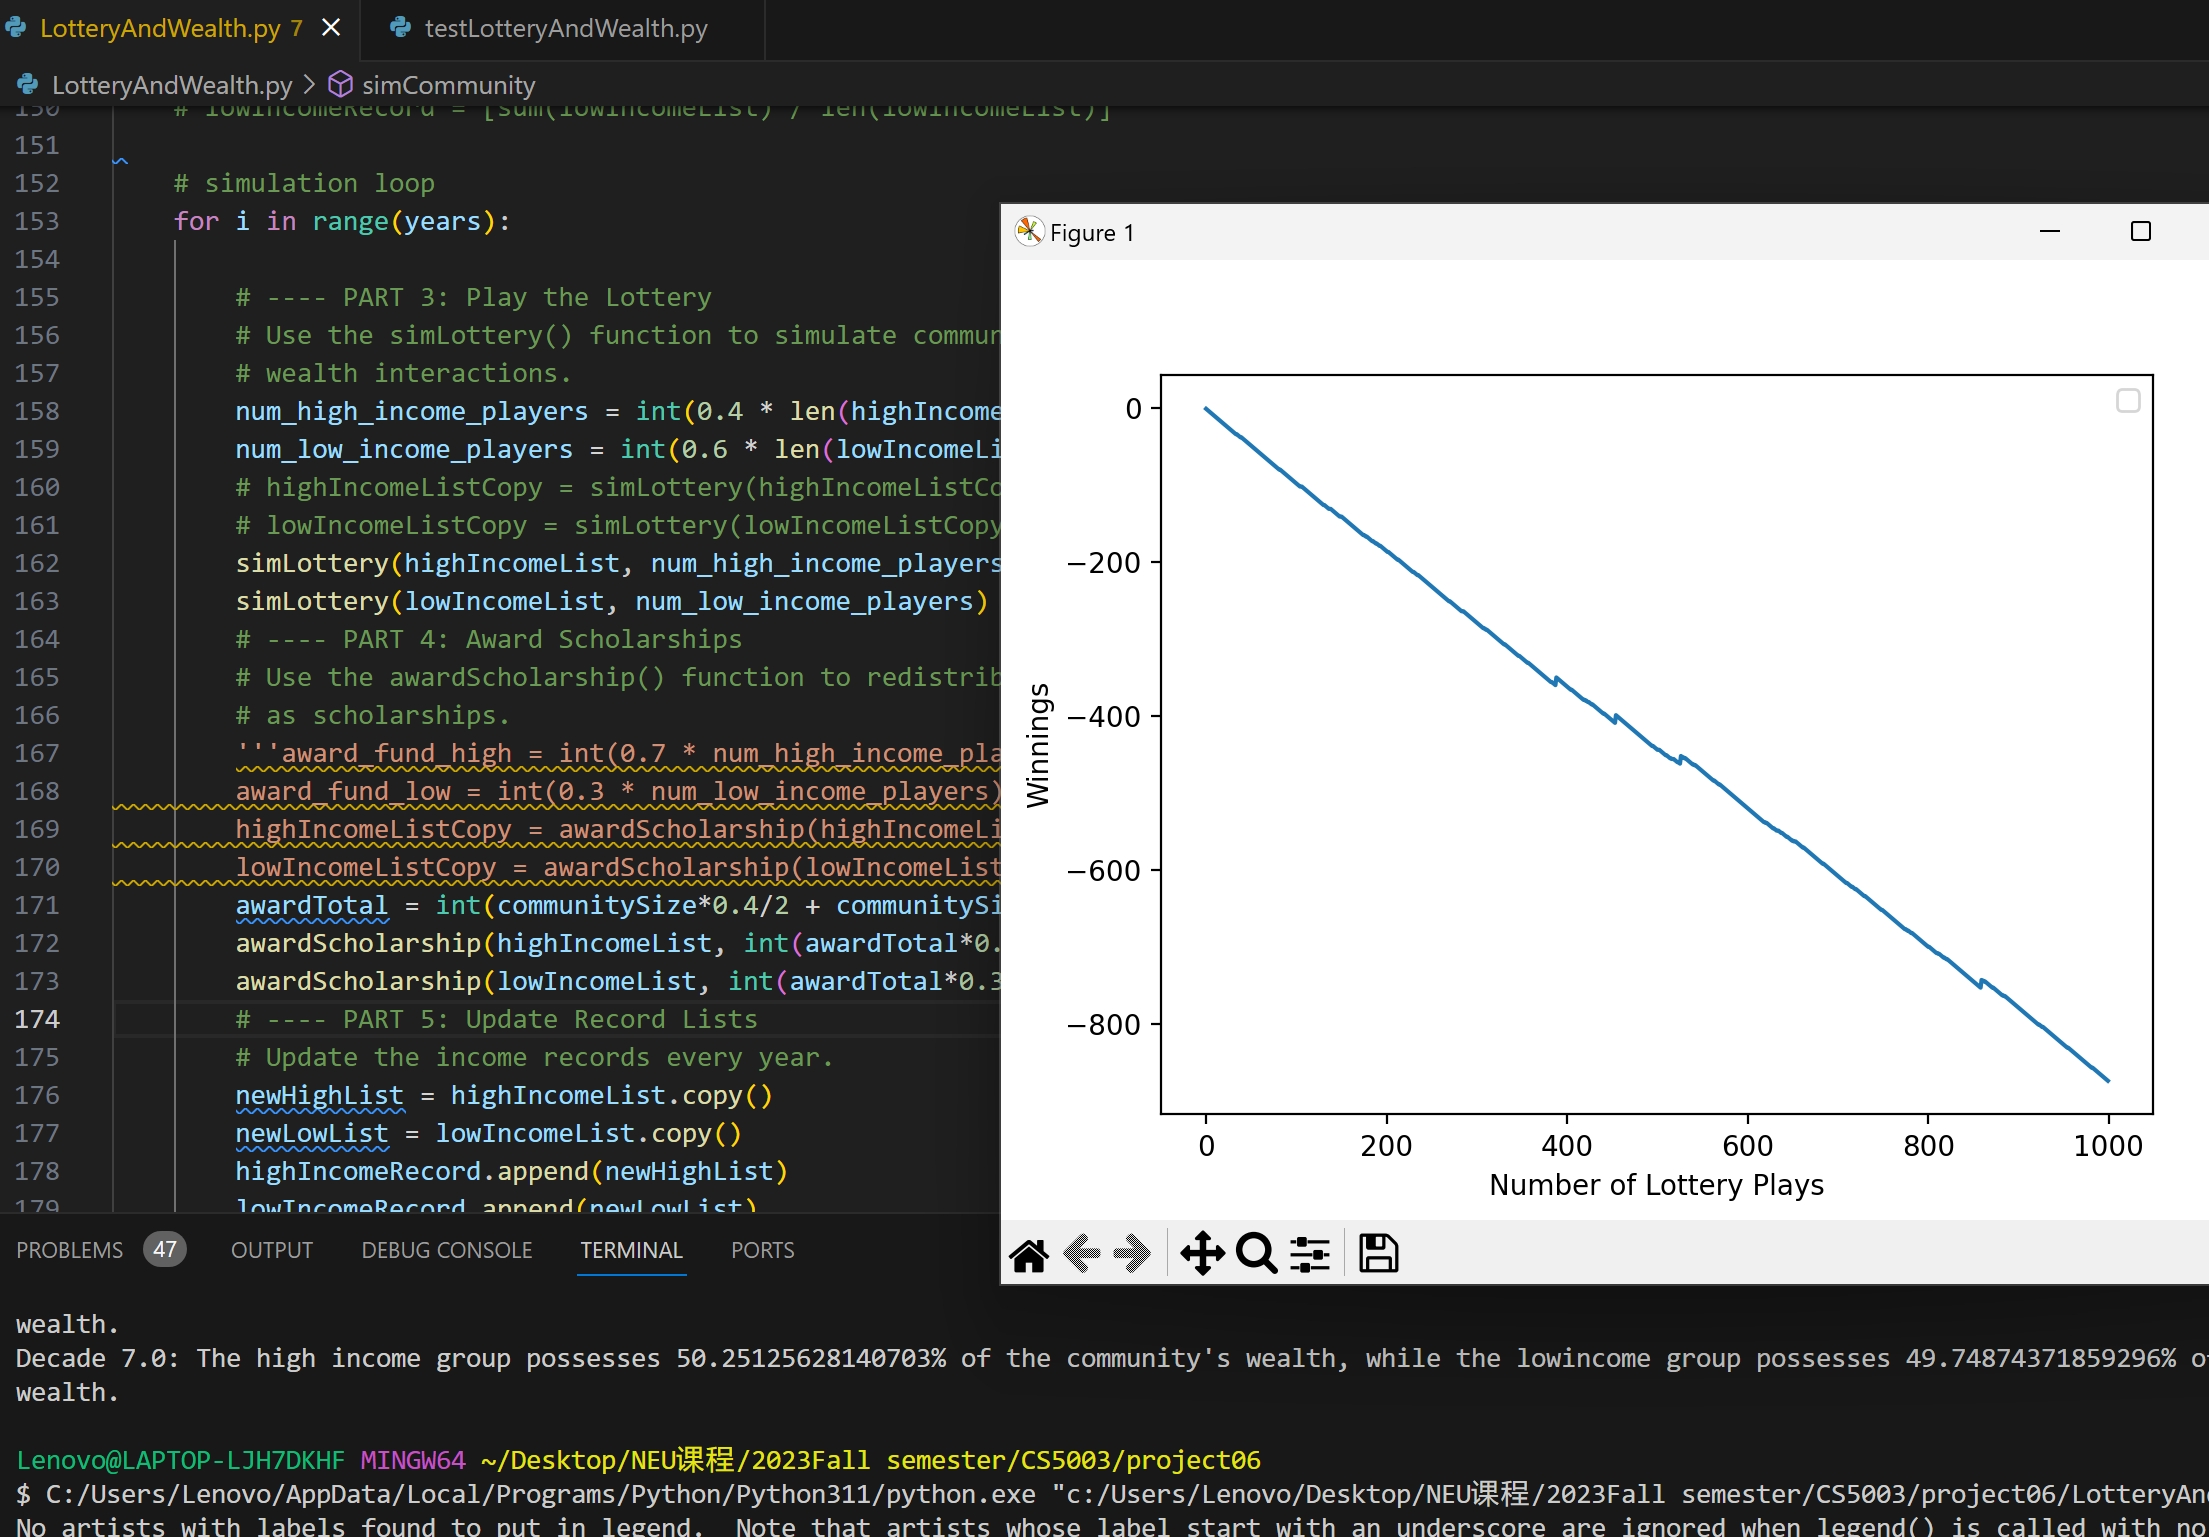 LotteryAndWealth.py 7
testLotteryAndWealth.py
LotteryAndWealth.py > simCommunity
150 # lowIncomeRecord = [sum(lowIncomeList) / len(lowIncomeList)]
151
152 # simulation loop
153 for i in range(years):
154
155 # ---- PART 3: Play the Lottery
156 # Use the simLottery() function to simulate commun
157 # wealth interactions.
158 num_high_income_players = int(0.4 * len(highIncome
159 num_low_income_players = int(0.6 * len(lowIncomeLi
160 # highIncomeListCopy = simLottery(highIncomeListCo
161 # lowIncomeListCopy = simLottery(lowIncomeListCopy
162 simLottery(highIncomeList, num_high_income_players
163 simLottery(lowIncomeList, num_low_income_players)
164 # ---- PART 4: Award Scholarships
165 # Use the awardScholarship() function to redistrib
166 # as scholarships.
167 '''award_fund_high = int(0.7 * num_high_income_pla
168 award_fund_low = int(0.3 * num_low_income_players)
169 highIncomeListCopy = awardScholarship(highIncomeLi
170 lowIncomeListCopy = awardScholarship(lowIncomeList
171 awardTotal = int(communitySize*0.4/2 + communitySi
172 awardScholarship(highIncomeList, int(awardTotal*0.
173 awardScholarship(lowIncomeList, int(awardTotal*0.3
174 # ---- PART 5: Update Record Lists
175 # Update the income records every year.
176 newHighList = highIncomeList.copy()
177 newLowList = lowIncomeList.copy()
178 highIncomeRecord.append(newHighList)
179 lowIncomeRecord.append(newLowList)
Figure 1
0
−200
−400
−600
−800
Winnings
0 200 400 600 800 1000
Number of Lottery Plays
PROBLEMS 47 OUTPUT DEBUG CONSOLE TERMINAL PORTS
wealth.
Decade 7.0: The high income group possesses 50.25125628140703% of the community's wealth, while the lowincome group possesses 49.74874371859296% o
wealth.
Lenovo@LAPTOP-LJH7DKHF MINGW64 ~/Desktop/NEU课程/2023Fall semester/CS5003/project06
$ C:/Users/Lenovo/AppData/Local/Programs/Python/Python311/python.exe "c:/Users/Lenovo/Desktop/NEU课程/2023Fall semester/CS5003/project06/LotteryAn
No artists with labels found to put in legend.  Note that artists whose label start with an underscore are ignored when legend() is called with no